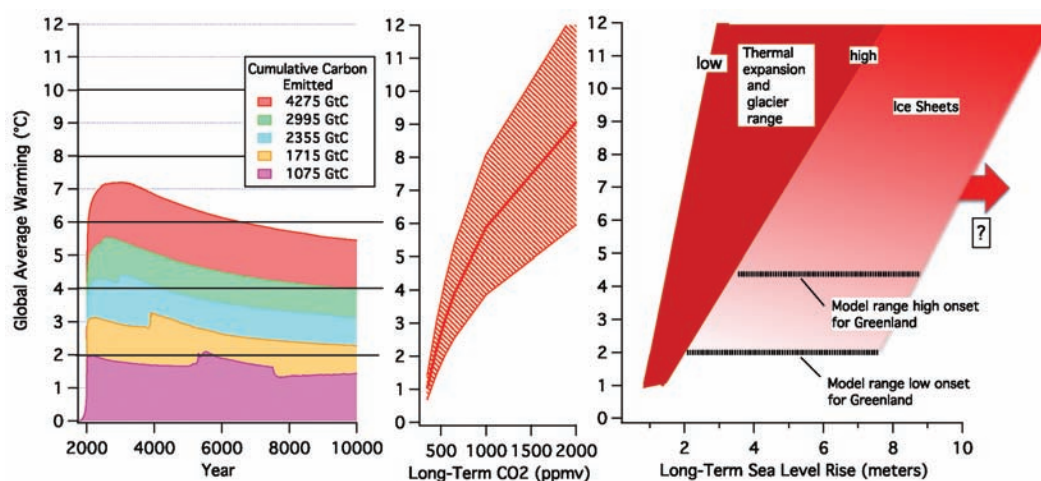 12
11
10
9
8
7
6
5
4
3
2
1
0
Global Average Warming (°C)
Cumulative Carbon
Emitted
4275 GtC
2995 GtC
2355 GtC
1715 GtC
1075 GtC
2000
4000
6000
8000
10000
Year
12
11
10
9
8
7
6
5
4
3
2
1
0
500
1000
1500
2000
Long-Term CO2 (ppmv)
12
11
10
9
8
7
6
5
4
3
2
1
0
low
Thermal
expansion
and
glacier
range
high
Ice Sheets
?
Model range high onset
for Greenland
Model range low onset
for Greenland
2
4
6
8
10
Long-Term Sea Level Rise (meters)